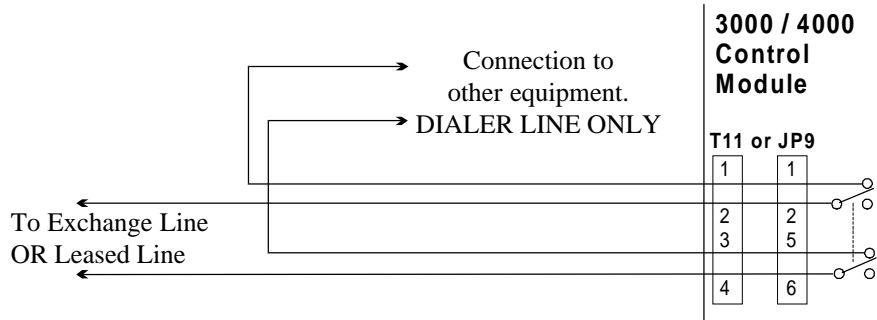 3000 / 4000
Control
Module
Connection to
other equipment.
DIALER LINE ONLY
T11 or JP9
1 1
2 2
3 5
4 6
To Exchange Line
OR Leased Line